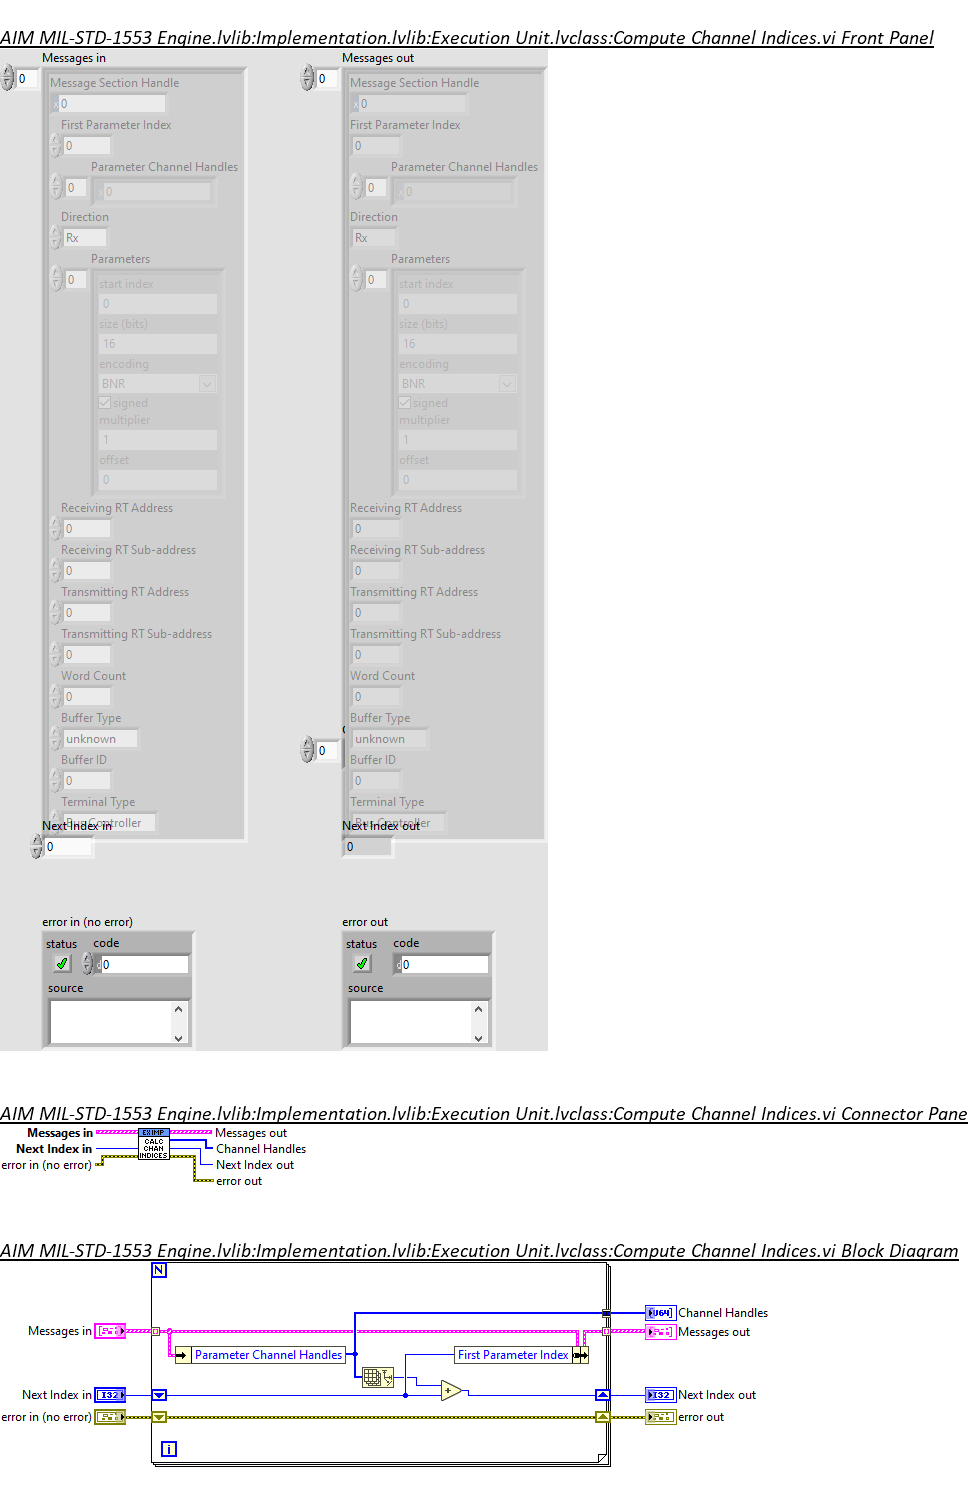 AIM MIL-STD-1553 Engine.lvlib:Implementation.lvlib:Execution Unit.lvclass:Compute Channel Indices.vi Front Panel
Messages in
0
Message Section Handle
x 0
First Parameter Index
0
Parameter Channel Handles
0
x 0
Direction
Rx
Parameters
0
start index
0
size (bits)
16
encoding
BNR
signed
multiplier
1
offset
0
Receiving RT Address
0
Receiving RT Sub-address
0
Transmitting RT Address
0
Transmitting RT Sub-address
0
Word Count
0
Buffer Type
unknown
Buffer ID
0
Terminal Type
Bus Controller
Next Index in
0
Messages out
0
Message Section Handle
x 0
First Parameter Index
0
Parameter Channel Handles
0
x 0
Direction
Rx
Parameters
0
start index
0
size (bits)
16
encoding
BNR
signed
multiplier
1
offset
0
Receiving RT Address
0
Receiving RT Sub-address
0
Transmitting RT Address
0
Transmitting RT Sub-address
0
Word Count
0
Buffer Type
unknown
0
Buffer ID
0
Terminal Type
Bus Controller
Next Index out
0
error in (no error)
status code
d 0
source
error out
status code
d 0
source
AIM MIL-STD-1553 Engine.lvlib:Implementation.lvlib:Execution Unit.lvclass:Compute Channel Indices.vi Connector Pane
Messages in
Next Index in
error in (no error)
EXIMP
CALC
CHAN
INDICES
Messages out
Channel Handles
Next Index out
error out
AIM MIL-STD-1553 Engine.lvlib:Implementation.lvlib:Execution Unit.lvclass:Compute Channel Indices.vi Block Diagram
N
U64 Channel Handles
Messages in
Messages out
Parameter Channel Handles
First Parameter Index
Next Index in I32
I32 Next Index out
error in (no error)
error out
i